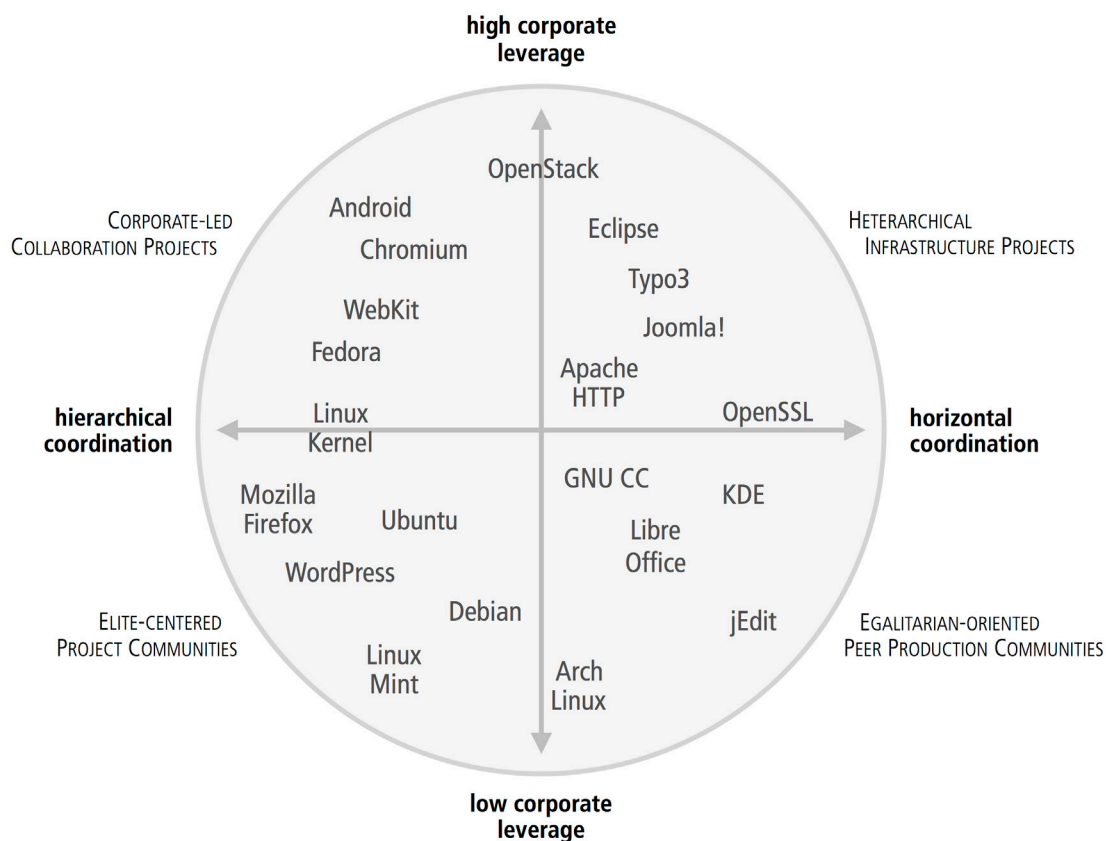 high corporate
leverage
OpenStack
Android
CORPORATE-LED
COLLABORATION PROJECTS
Eclipse
HETERARCHICAL
INFRASTRUCTURE PROJECTS
Chromium
Typo3
WebKit
Joomla!
Fedora
Apache
HTTP
hierarchical
coordination
Linux
Kernel
OpenSSL
horizontal
coordination
GNU CC
KDE
Mozilla
Firefox
Ubuntu
Libre
Office
WordPress
Debian
jEdit
ELITE-CENTERED
PROJECT COMMUNITIES
EGALITARIAN-ORIENTED
PEER PRODUCTION COMMUNITIES
Linux
Mint
Arch
Linux
low corporate
leverage